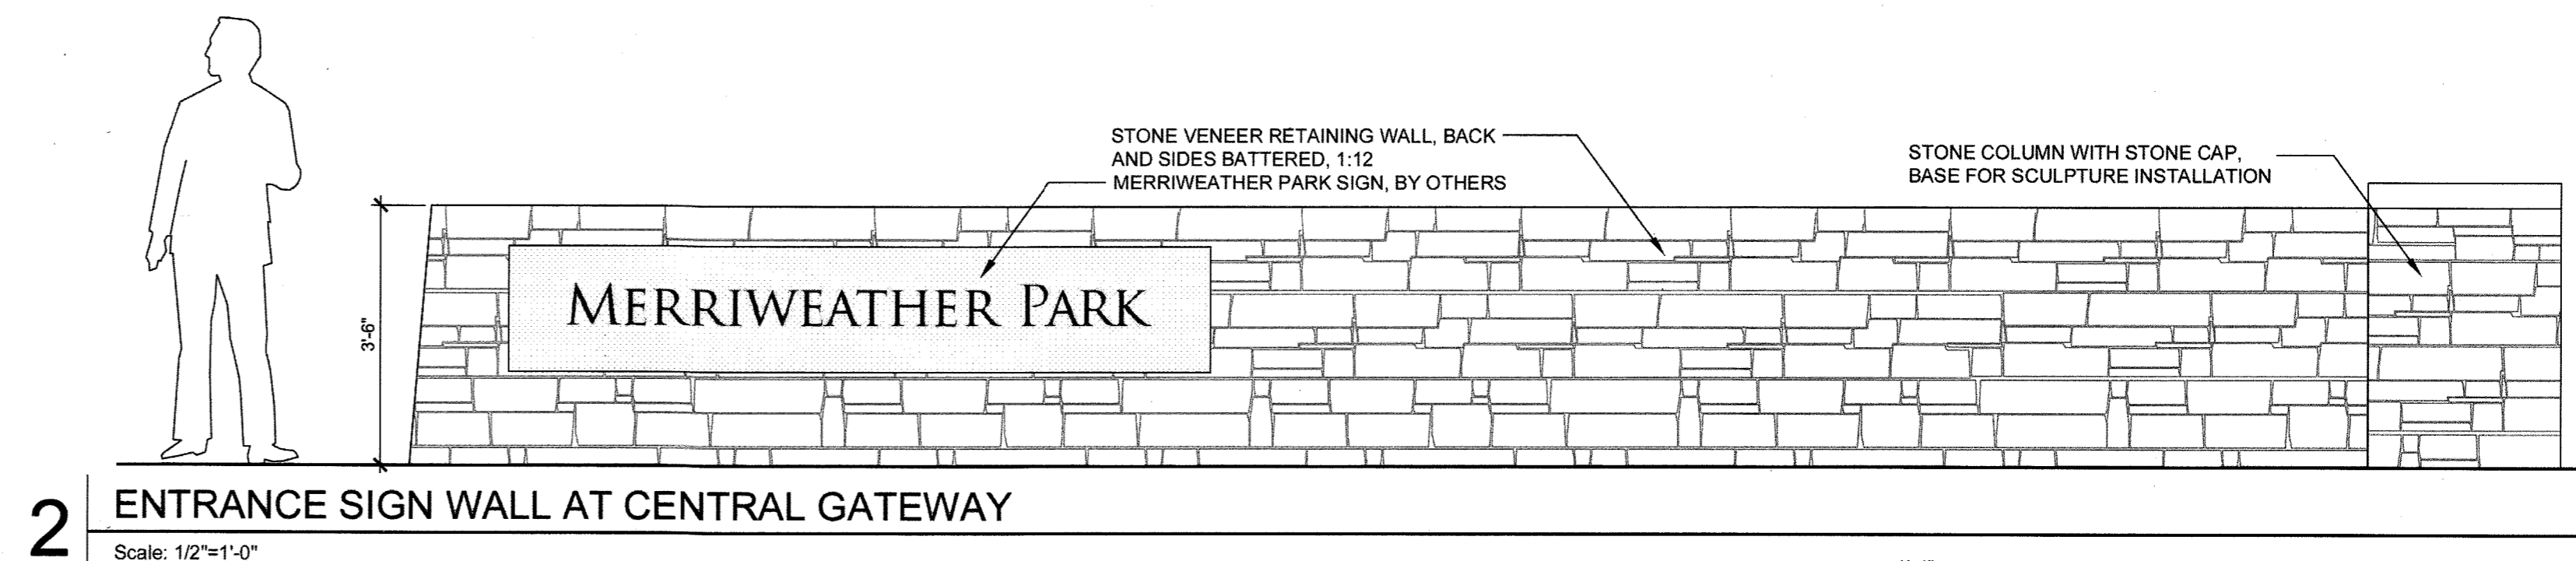 STONE VENEER RETAINING WALL, BACK
AND SIDES BATTERED, 1:12
MERRIWEATHER PARK SIGN, BY OTHERS
STONE COLUMN WITH STONE CAP,
BASE FOR SCULPTURE INSTALLATION
3'-6"
MERRIWEATHER PARK
2
ENTRANCE SIGN WALL AT CENTRAL GATEWAY
Scale: 1/2"=1'-0"